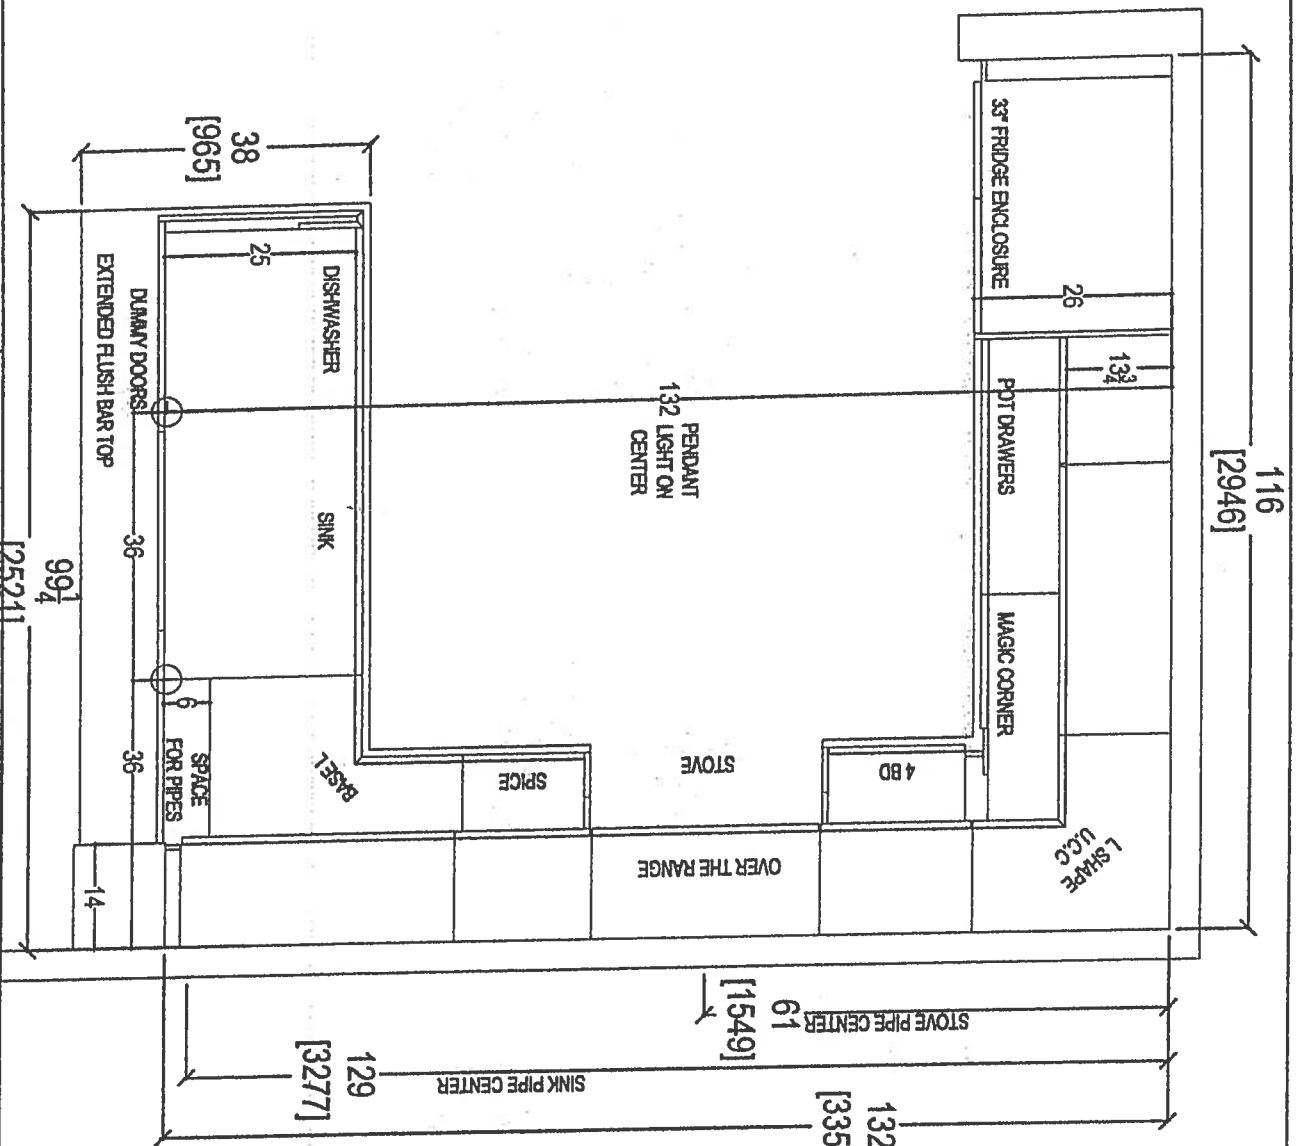 33" FRIDGE ENCLOSURE
26
13 3/4
POT DRAWERS
MAGIC CORNER
L SHAPE
U.C.C
116
[2946]
38
[965]
25
DISHWASHER
SINK
DUMMY DOORS
EXTENDED FLUSH BAR TOP
132
PENDANT
LIGHT ON
CENTER
36
36
6
SPACE
FOR PIPES
BASEL
SPICE
STOVE
4 BD
OVER THE RANGE
14
99 1/4
[2521]
61
[1549]
STOVE PIPE CENTER
129
[3277]
SINK PIPE CENTER
132
[335